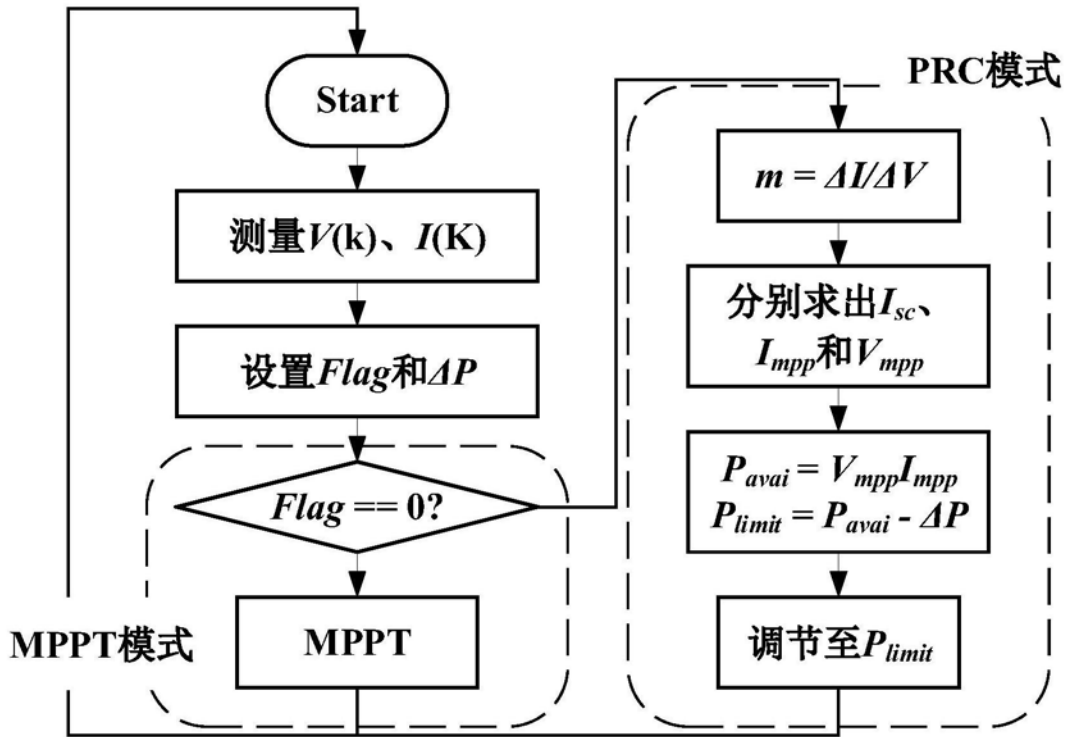 Start
测量V(k)、I(K)
设置Flag和ΔP
Flag == 0?
MPPT
MPPT模式
PRC模式
m = ΔI/ΔV
分别求出Isc、
Impp和Vmpp
Pavai = VmppImpp
Plimit = Pavai - ΔP
调节至Plimit